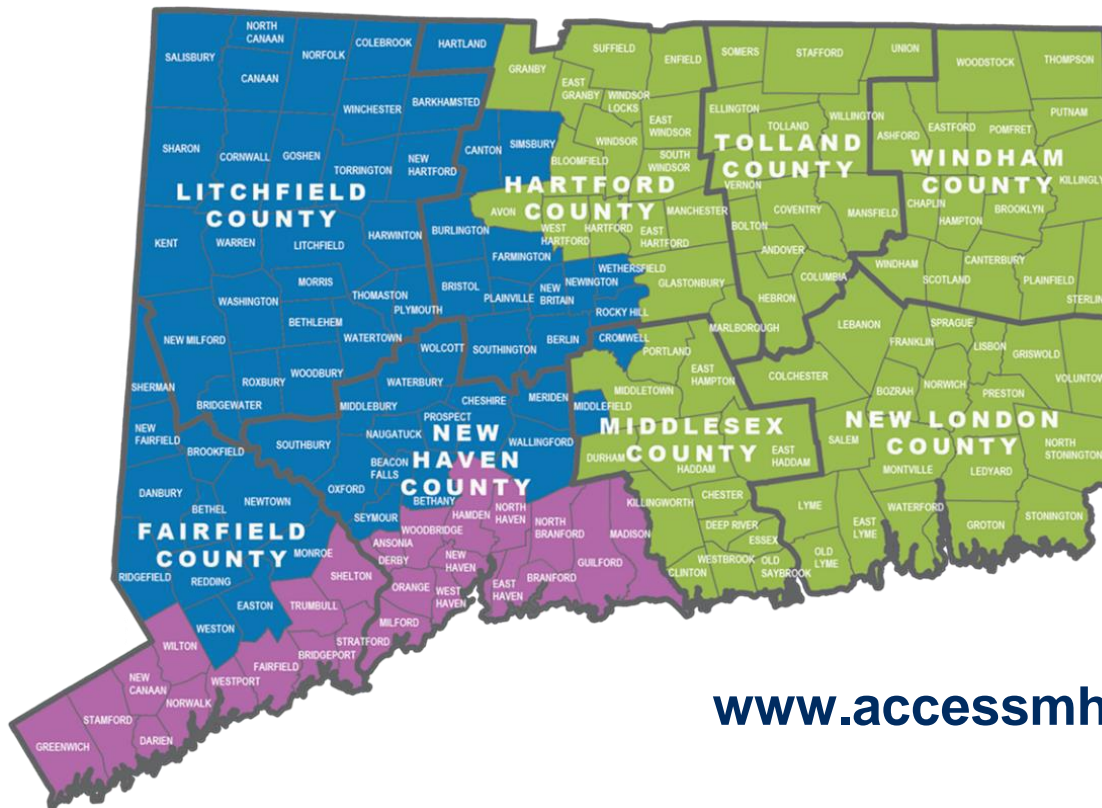 NORTH
CANAAN
COLEBROOK
SALISBURY
NORFOLK
HARTLAND
CANAAN
SUFFIELD
ENFIELD
GRANBY
EAST
GRANBY
WINDSOR
LOCKS
SOMERS
STAFFORD
UNION
WOODSTOCK
THOMPSON
WINCHESTER
BARKHAMSTED
EAST
WINDSOR
ELLINGTON
WILLINGTON
TOLLAND
PUTNAM
SHARON
CORNWALL
GOSHEN
TORRINGTON
NEW
HARTFORD
CANTON
SIMSBURY
WINDSOR
BLOOMFIELD
SOUTH
WINDSOR
TOLLAND
COUNTY
ASHFORD
EASTFORD
POMFRET
WINDHAM
COUNTY
KILLINGLY
LITCHFIELD
COUNTY
HARTFORD
COUNTY
VERNON
AVON
MANCHESTER
WEST
HARTFORD
HARTFORD
EAST
HARTFORD
BOLTON
COVENTRY
MANSFIELD
CHAPLIN
HAMPTON
BROOKLYN
KENT
WARREN
LITCHFIELD
HARWINTON
BURLINGTON
FARMINGTON
ANDOVER
CANTERBURY
WINDHAM
SCOTLAND
PLAINFIELD
STERLIN
MORRIS
WASHINGTON
THOMASTON
PLYMOUTH
BRISTOL
PLAINVILLE
NEW
BRITAIN
NEWINGTON
WETHERSFIELD
GLASTONBURY
ROCKY HILL
COLUMBIA
HEBRON
MARLBOROUGH
LEBANON
SPRAGUE
FRANKLIN
LISBON
GRISWOLD
BETHLEHEM
NEW MILFORD
WATERTOWN
WOLCOTT
SOUTHINGTON
BERLIN
CROMWELL
PORTLAND
EAST
HAMPTON
COLCHESTER
BOZRAH
NORWICH
PRESTON
VOLUNTOW
SHERMAN
ROXBURY
WOODBURY
BRIDGEWATER
WATERBURY
MIDDLEBURY
CHESHIRE
MERIDEN
PROSPECT
MIDDLETOWN
MIDDLEFIELD
NEW
FAIRFIELD
BROOKFIELD
SOUTHBURY
NAUGATUCK
NEW
HAVEN
COUNTY
WALLINGFORD
MIDDLESEX
COUNTY
DURHAM
HADDAM
EAST
HADDAM
SALEM
NEW LONDON
COUNTY
MONTVILLE
LEDYARD
NORTH
STONINGTON
DANBURY
BETHEL
NEWTOWN
OXFORD
BEACON
FALLS
BETHANY
SEYMOUR
FAIRFIELD
COUNTY
MONROE
WOODBRIDGE
HAMDEN
NORTH
HAVEN
ANSONIA
DERBY
NORTH
BRANFORD
MADISON
KILLINGWORTH
CHESTER
DEEP RIVER
ESSEX
LYME
EAST
LYME
WATERFORD
GROTON
STONINGTON
RIDGEFIELD
REDDING
SHELTON
NEW
HAVEN
GUILFORD
WESTBROOK
CLINTON
OLD
SAYBROOK
OLD
LYME
EASTON
TRUMBULL
ORANGE
WEST
HAVEN
EAST
HAVEN
BRANFORD
WESTON
WILTON
MILFORD
STRATFORD
BRIDGEPORT
FAIRFIELD
NEW
CANAAN
WESTPORT
NORWALK
STAMFORD
DARIEN
GREENWICH
www.accessmh